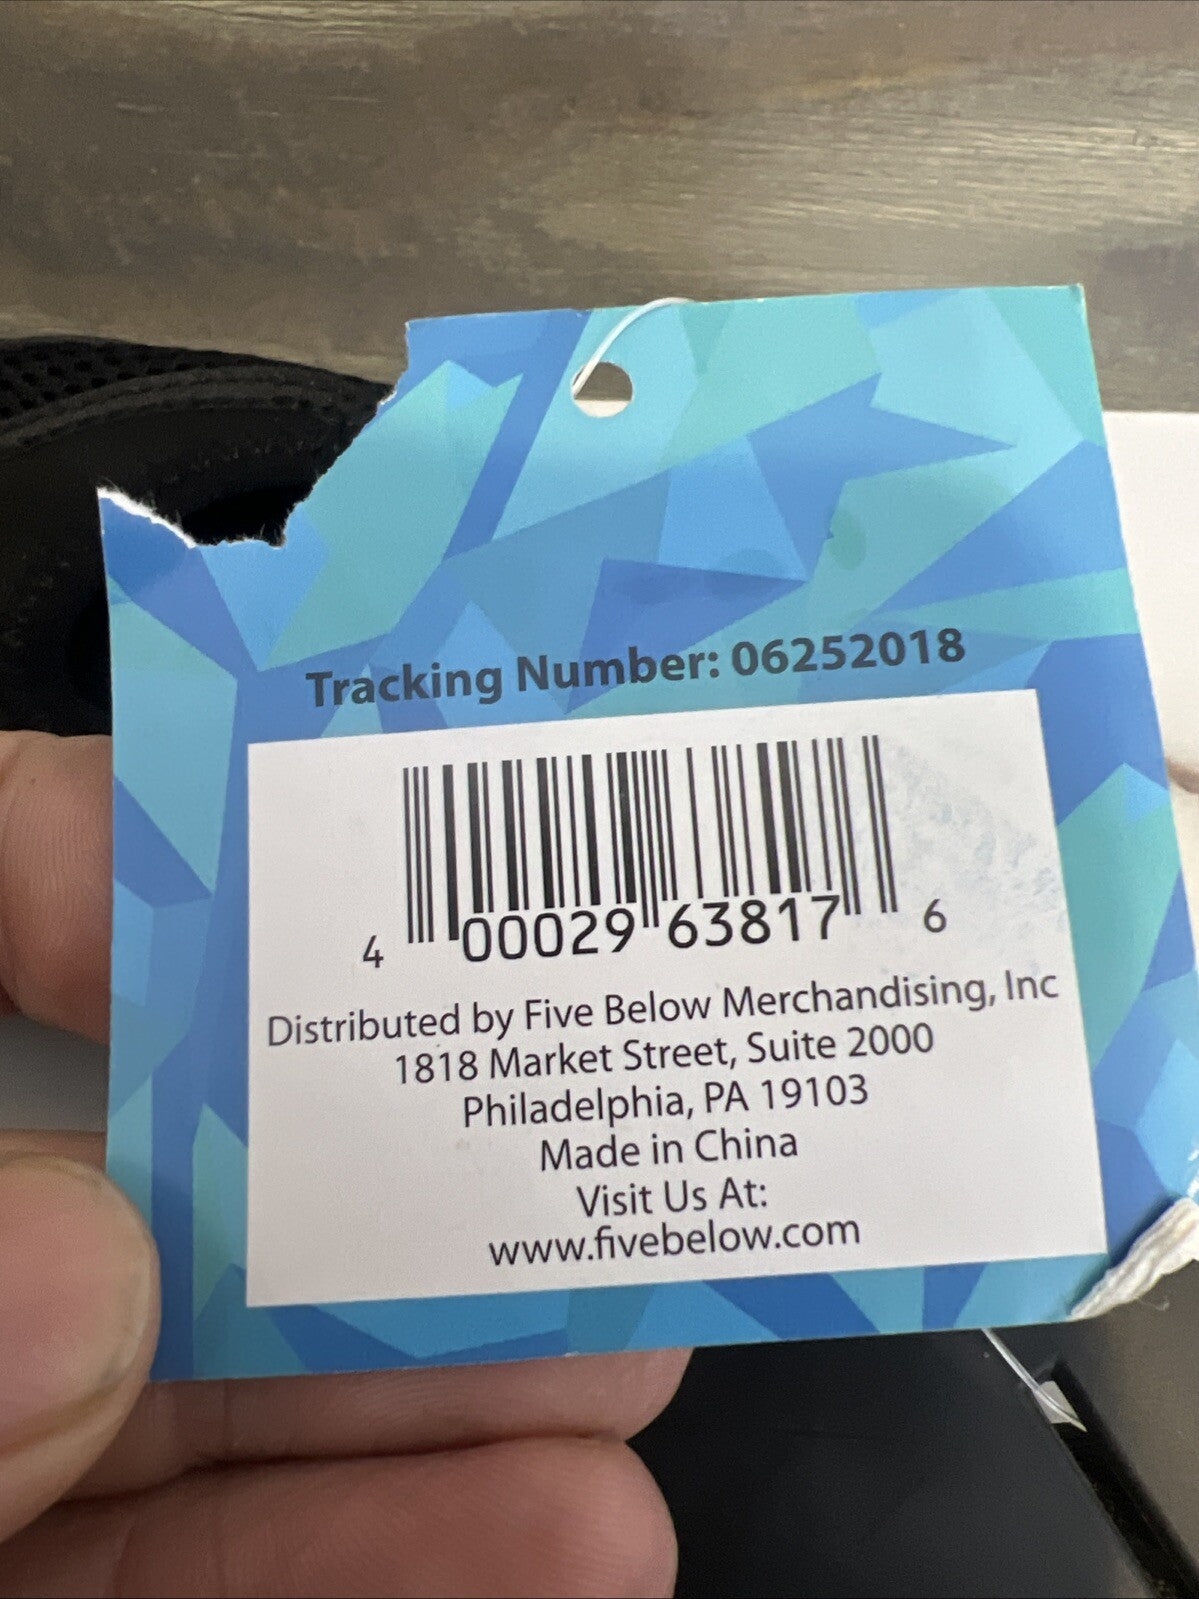 Tracking Number: 06252018
4 00029 63817 6
Distributed by Five Below Merchandising, Inc
1818 Market Street, Suite 2000
Philadelphia, PA 19103
Made in China
Visit Us At:
www.fivebelow.com